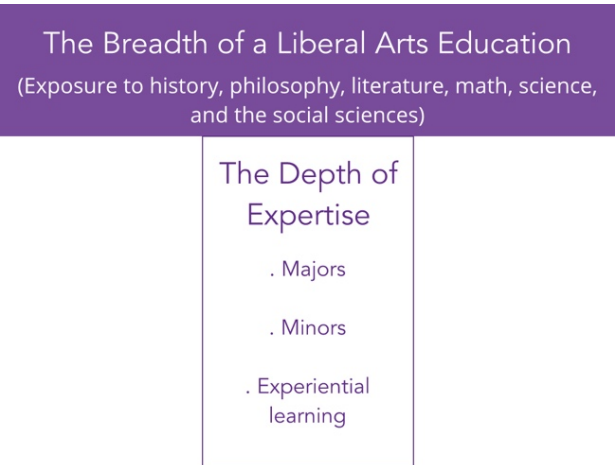 The Breadth of a Liberal Arts Education
(Exposure to history, philosophy, literature, math, science,
and the social sciences)
The Depth of
Expertise
. Majors
. Minors
. Experiential
learning